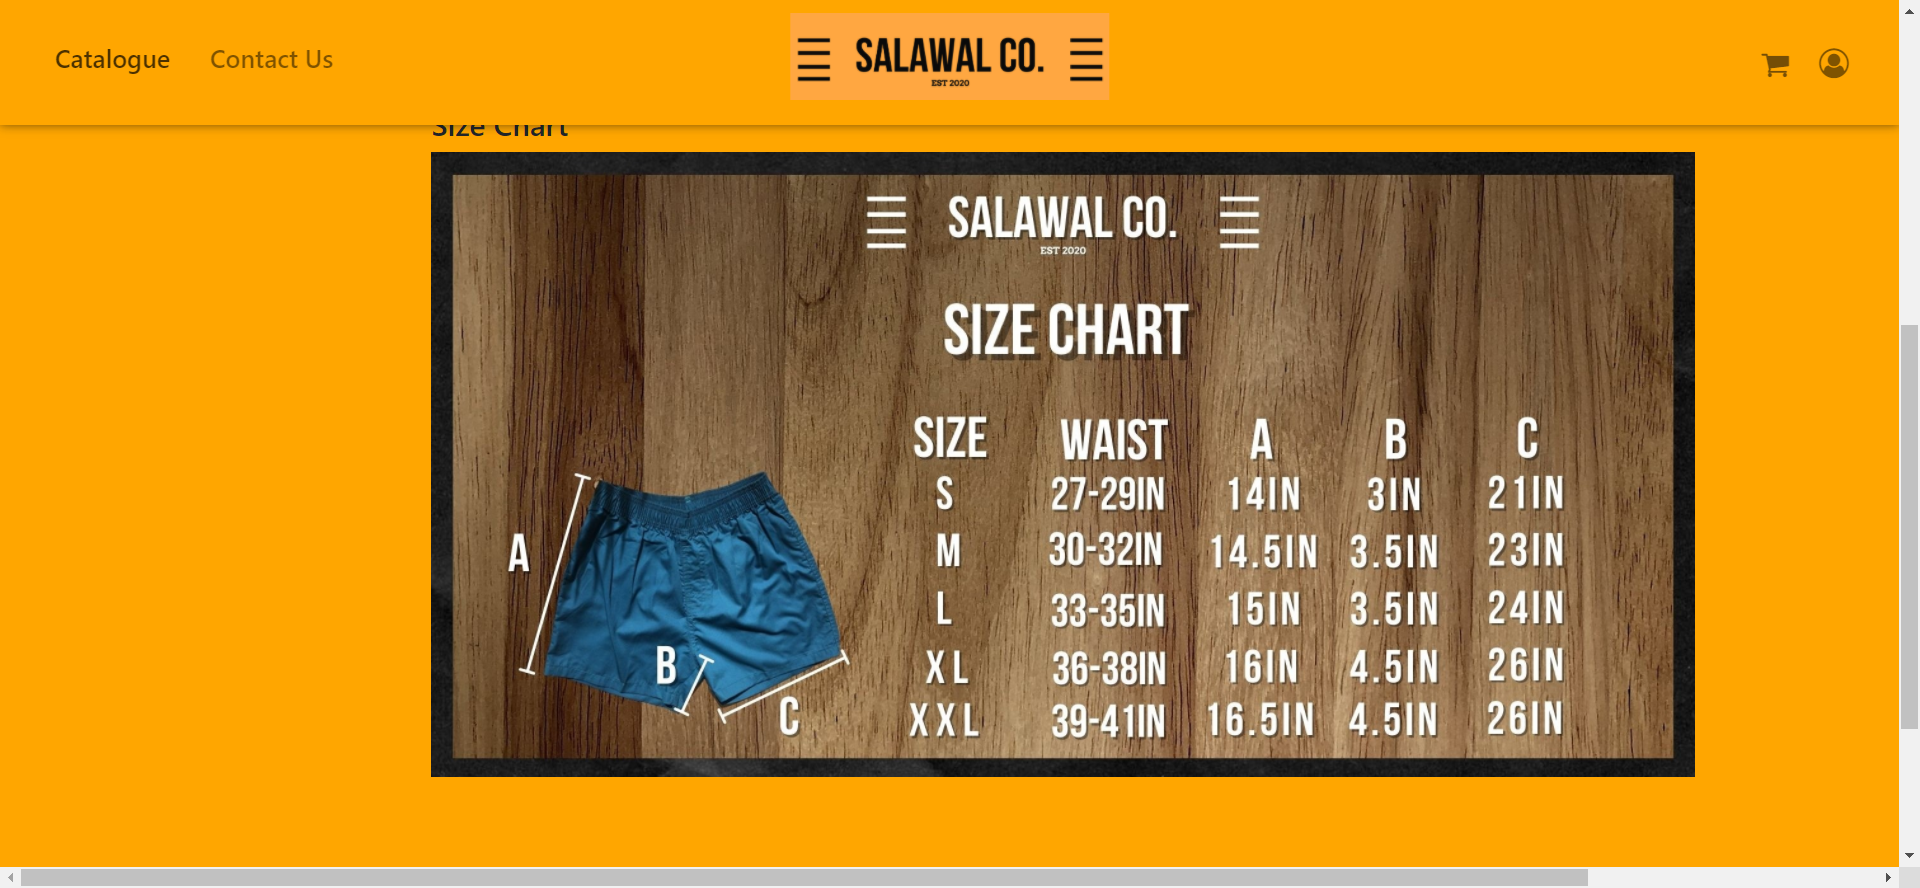 Catalogue Contact Us
SALAWAL CO.
EST 2020
Size Chart
SALAWAL CO.
EST 2020
SIZE CHART
SIZE WAIST A B C
S 27-29IN 14IN 3IN 21IN
M 30-32IN 14.5IN 3.5IN 23IN
L 33-35IN 15IN 3.5IN 24IN
XL 36-38IN 16IN 4.5IN 26IN
XXL 39-41IN 16.5IN 4.5IN 26IN
A
B
C